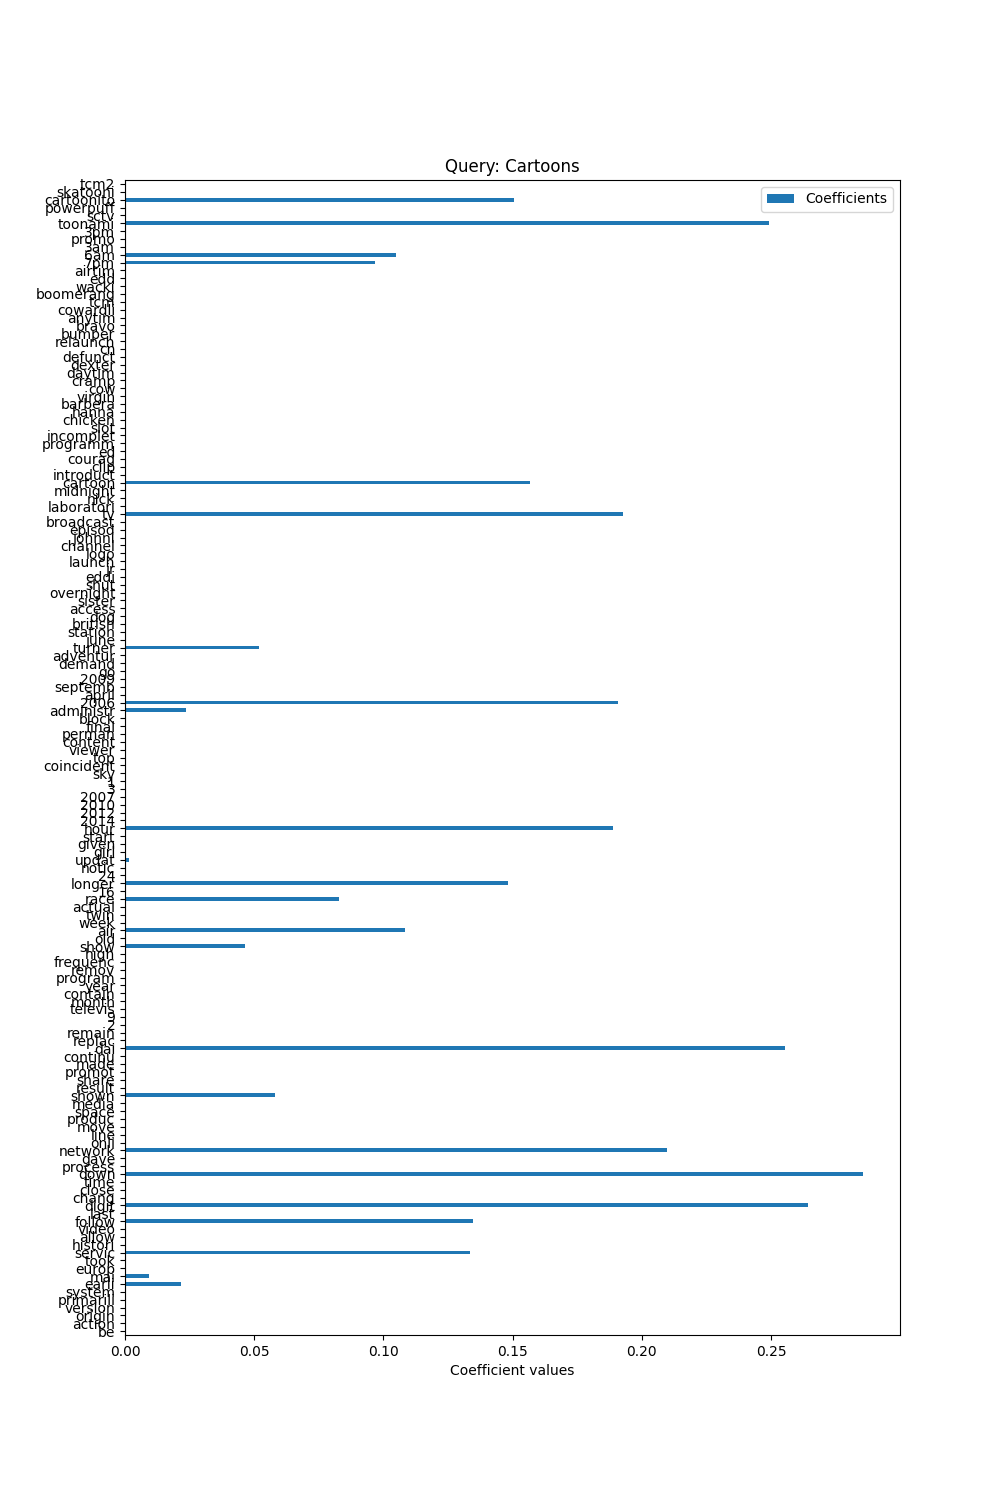 Query: Cartoons
Coefficients
tcm2
skatooni
cartoonito
powerpuff
sctv
toonami
3pm
promo
3am
6am
7pm
airtim
edd
wacki
boomerang
tcm
cowardli
anytim
bravo
bumper
relaunch
cn
defunct
dexter
daytim
cramp
cow
virgin
barbera
hanna
chicken
slot
incomplet
programm
ed
courag
clip
introduct
cartoon
midnight
nick
laboratori
tv
broadcast
episod
johnni
channel
logo
launch
jr
eddi
shut
overnight
sister
access
dog
british
station
june
turner
adventur
demand
go
2009
septemb
april
2006
administr
block
final
perman
content
viewer
top
coincident
sky
1
3
2007
2010
2012
2014
hour
start
given
girl
updat
notic
24
longer
16
race
actual
twin
week
air
old
show
high
frequenc
remov
program
year
contain
month
televis
9
2
remain
replac
dai
continu
made
promot
share
result
shown
media
space
produc
move
line
onli
network
gave
process
down
time
close
chang
digit
last
follow
video
allow
histori
servic
took
europ
mai
earli
system
primarili
version
origin
action
be
0.00 0.05 0.10 0.15 0.20 0.25
Coefficient values